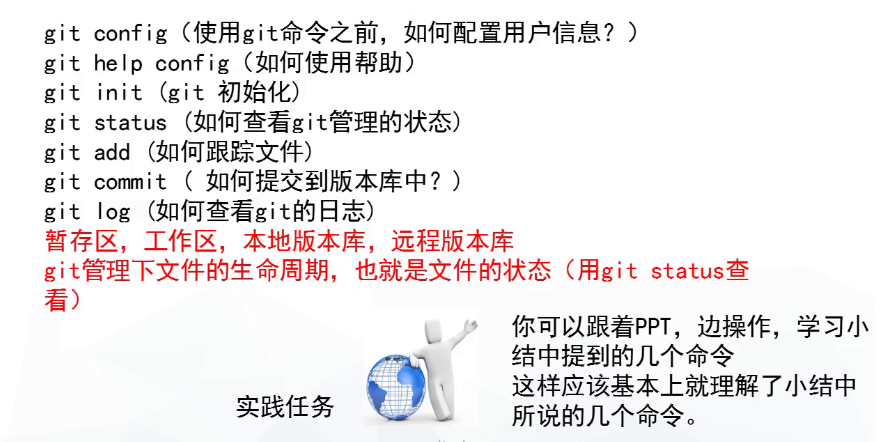 git config（使用git命令之前，如何配置用户信息？）
git help config（如何使用帮助）
git init (git 初始化)
git status (如何查看git管理的状态)
git add (如何跟踪文件)
git commit ( 如何提交到版本库中？)
git log (如何查看git的日志)
暂存区，工作区，本地版本库，远程版本库
git管理下文件的生命周期，也就是文件的状态（用git status查
看）
你可以跟着PPT，边操作，学习小
结中提到的几个命令
这样应该基本上就理解了小结中
所说的几个命令。
实践任务